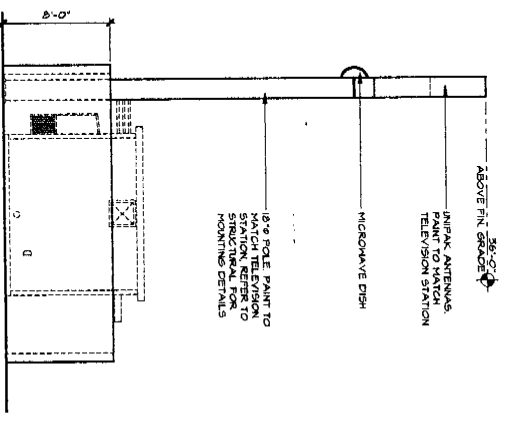 8'-0"
36'-0"
ABOVE FIN. GRADE
UNIPAK ANTENNAS.
PAINT TO MATCH
TELEVISION STATION
MICROWAVE DISH
18"ø POLE. PAINT TO
MATCH TELEVISION
STATION, REFER TO
STRUCTURAL FOR
MOUNTING DETAILS